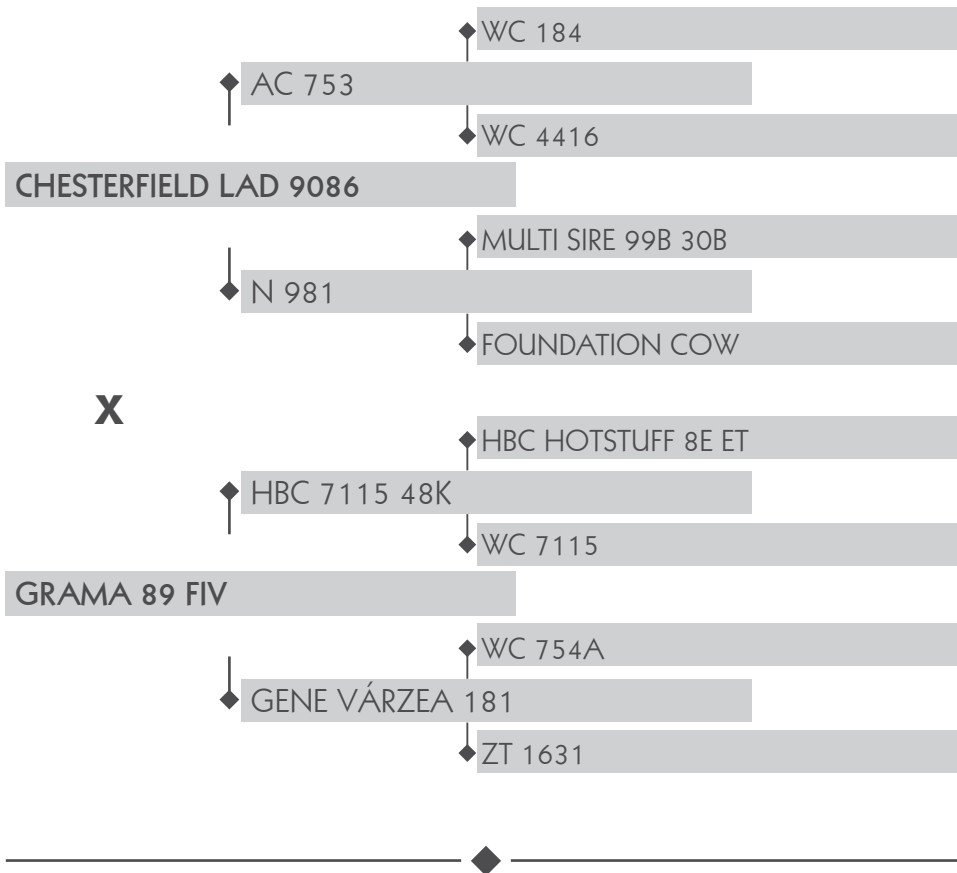 WC 184
AC 753
WC 4416
CHESTERFIELD LAD 9086
MULTI SIRE 99B 30B
N 981
FOUNDATION COW
X
HBC HOTSTUFF 8E ET
HBC 7115 48K
WC 7115
GRAMA 89 FIV
WC 754A
GENE VÁRZEA 181
ZT 1631